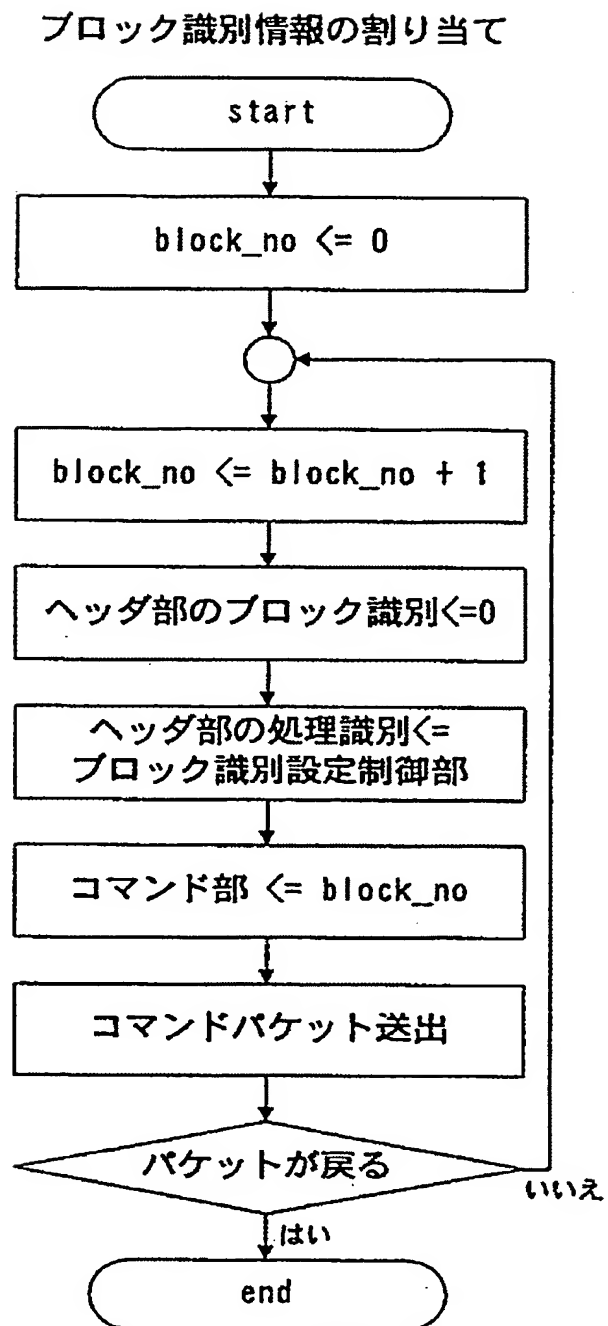 ブロック識別情報の割り当て
start
block_no <= 0
block_no <= block_no + 1
ヘッダ部のブロック識別<=0
ヘッダ部の処理識別<=
ブロック識別設定制御部
コマンド部 <= block_no
コマンドパケット送出
パケットが戻る
いいえ
はい
end